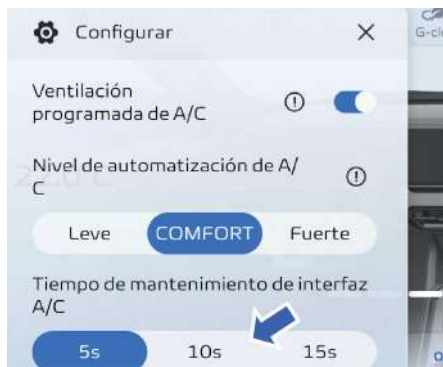 Configurar
G-cl
Ventilación
programada de A/C
Nivel de automatización de A/
C
Leve COMFORT Fuerte
Tiempo de mantenimiento de interfaz
A/C
5s 10s 15s